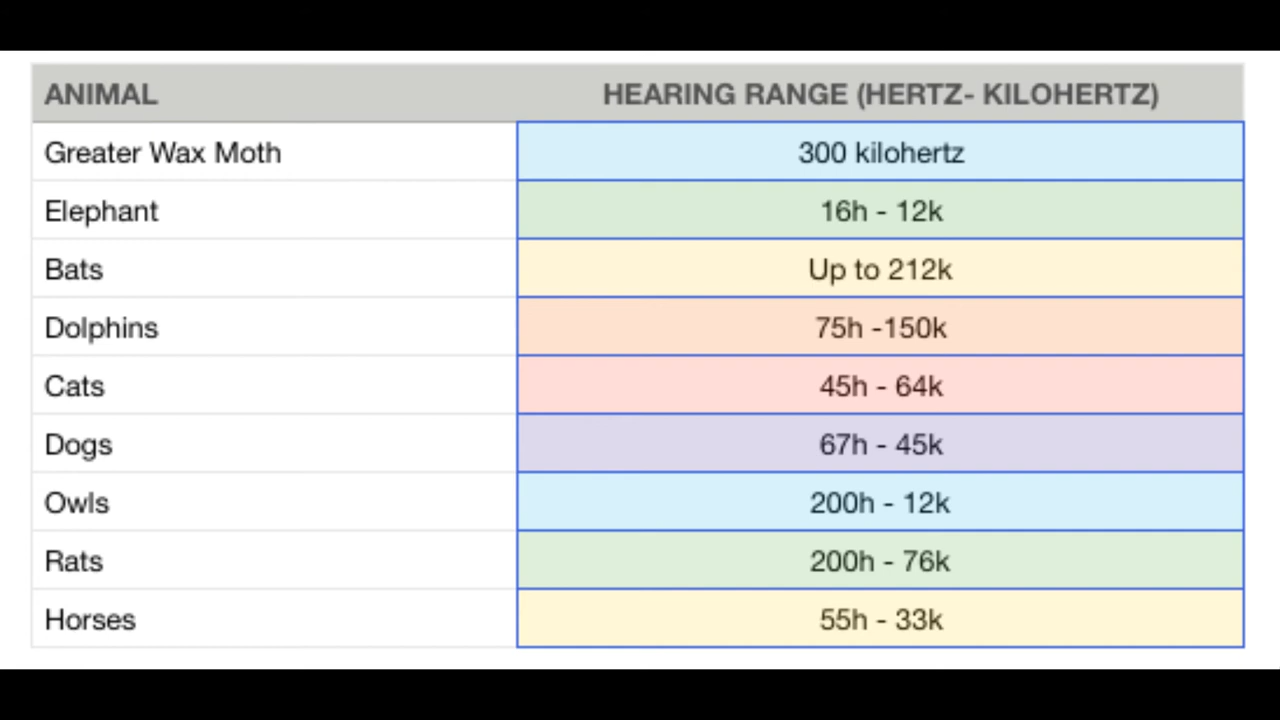 ANIMAL HEARING RANGE (HERTZ- KILOHERTZ)
Greater Wax Moth 300 kilohertz
Elephant 16h - 12k
Bats Up to 212k
Dolphins 75h -150k
Cats 45h - 64k
Dogs 67h - 45k
Owls 200h - 12k
Rats 200h - 76k
Horses 55h - 33k